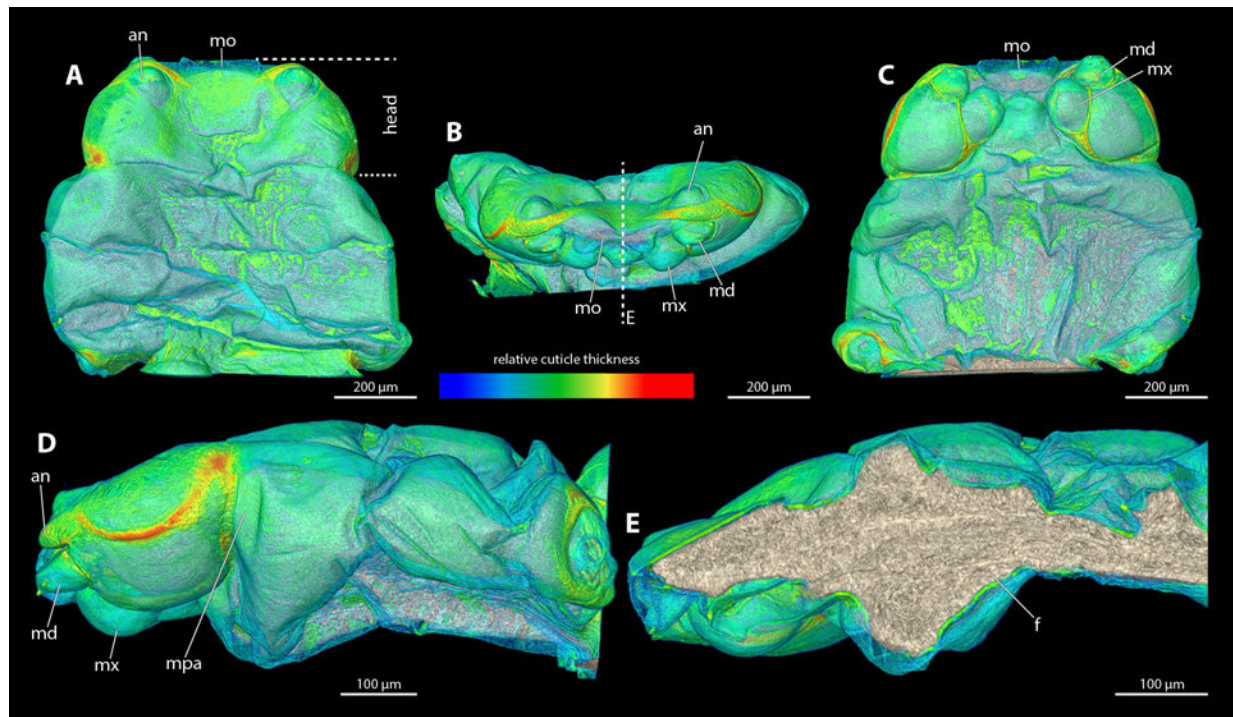 A
an
mo
head
200 µm
B
an
mo
mx
md
E
relative cuticle thickness
200 µm
C
mo
md
mx
200 µm
D
an
md
mx
mpa
100 µm
E
f
100 µm